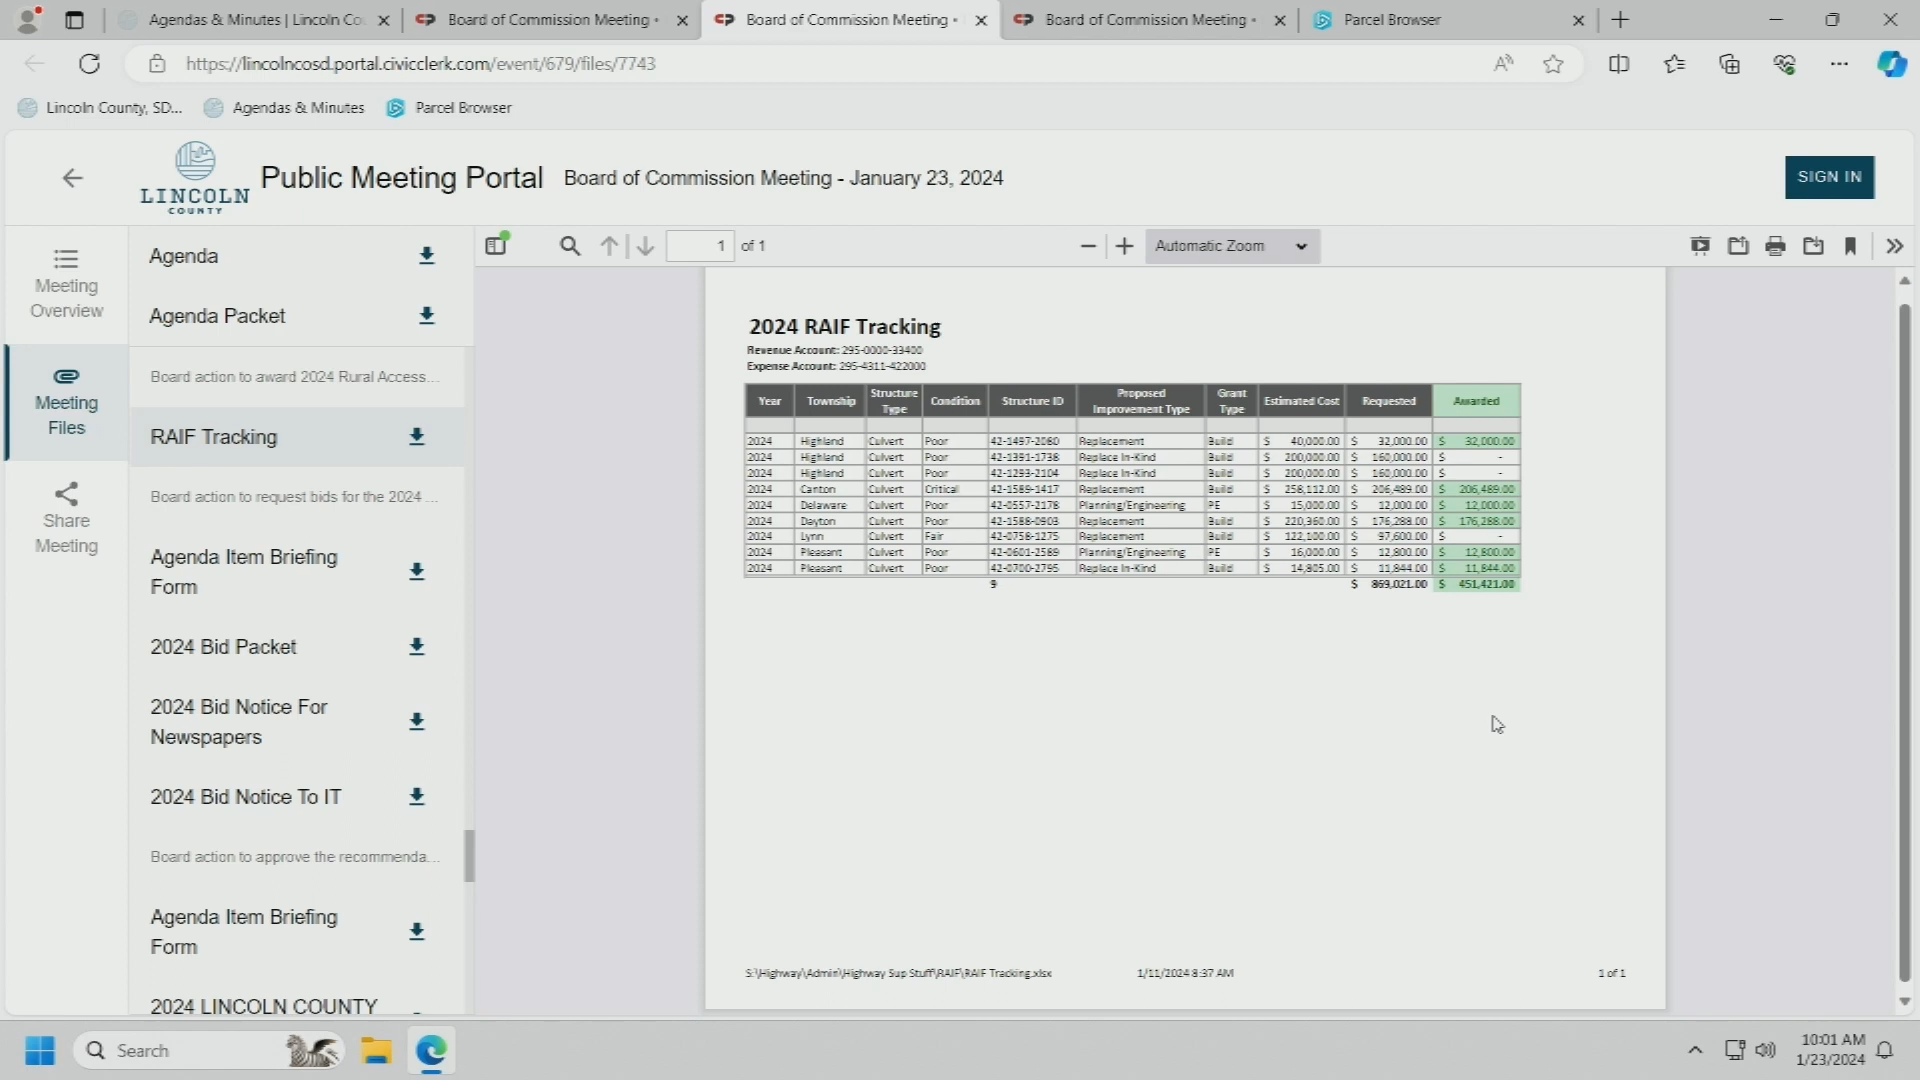 Agendas & Minutes | Lincoln Co
Board of Commission Meeting •
Board of Commission Meeting •
Board of Commission Meeting •
Parcel Browser
https://lincolncosd.portal.civicclerk.com/event/679/files/7743
Lincoln County, SD...
Agendas & Minutes
Parcel Browser
LINCOLN
COUNTY
Public Meeting Portal
Board of Commission Meeting - January 23, 2024
SIGN IN
Meeting
Overview
Meeting
Files
Share
Meeting
Agenda
Agenda Packet
Board action to award 2024 Rural Access...
RAIF Tracking
Board action to request bids for the 2024 ...
Agenda Item Briefing
Form
2024 Bid Packet
2024 Bid Notice For
Newspapers
2024 Bid Notice To IT
Board action to approve the recommenda...
Agenda Item Briefing
Form
2024 LINCOLN COUNTY
1 of 1
Automatic Zoom
2024 RAIF Tracking
Revenue Account: 295-0000-33400
Expense Account: 295-4311-422000
Year Township Structure Type Condition Structure ID Proposed Improvement Type Grant Type Estimated Cost Requested Awarded
2024 Highland Culvert Poor 42-1497-2060 Replacement Build $ 40,000.00 $ 32,000.00 $ 32,000.00
2024 Highland Culvert Poor 42-1391-1738 Replace In-Kind Build $ 200,000.00 $ 160,000.00 $ -
2024 Highland Culvert Poor 42-1293-2104 Replace In-Kind Build $ 200,000.00 $ 160,000.00 $ -
2024 Canton Culvert Critical 42-1589-1417 Replacement Build $ 258,112.00 $ 206,489.00 $ 206,489.00
2024 Delaware Culvert Poor 42-0557-2178 Planning/Engineering PE $ 15,000.00 $ 12,000.00 $ 12,000.00
2024 Dayton Culvert Poor 42-1588-0903 Replacement Build $ 220,360.00 $ 176,288.00 $ 176,288.00
2024 Lynn Culvert Fair 42-0758-1275 Replacement Build $ 122,100.00 $ 97,600.00 $ -
2024 Pleasant Culvert Poor 42-0601-2589 Planning/Engineering PE $ 16,000.00 $ 12,800.00 $ 12,800.00
2024 Pleasant Culvert Poor 42-0700-2795 Replace In-Kind Build $ 14,805.00 $ 11,844.00 $ 11,844.00
9 $ 869,021.00 $ 451,421.00
S:\Highway\Admin\Highway Sup Stuff\RAIF\RAIF Tracking.xlsx
1/11/2024 8:37 AM
1 of 1
Search
10:01 AM
1/23/2024